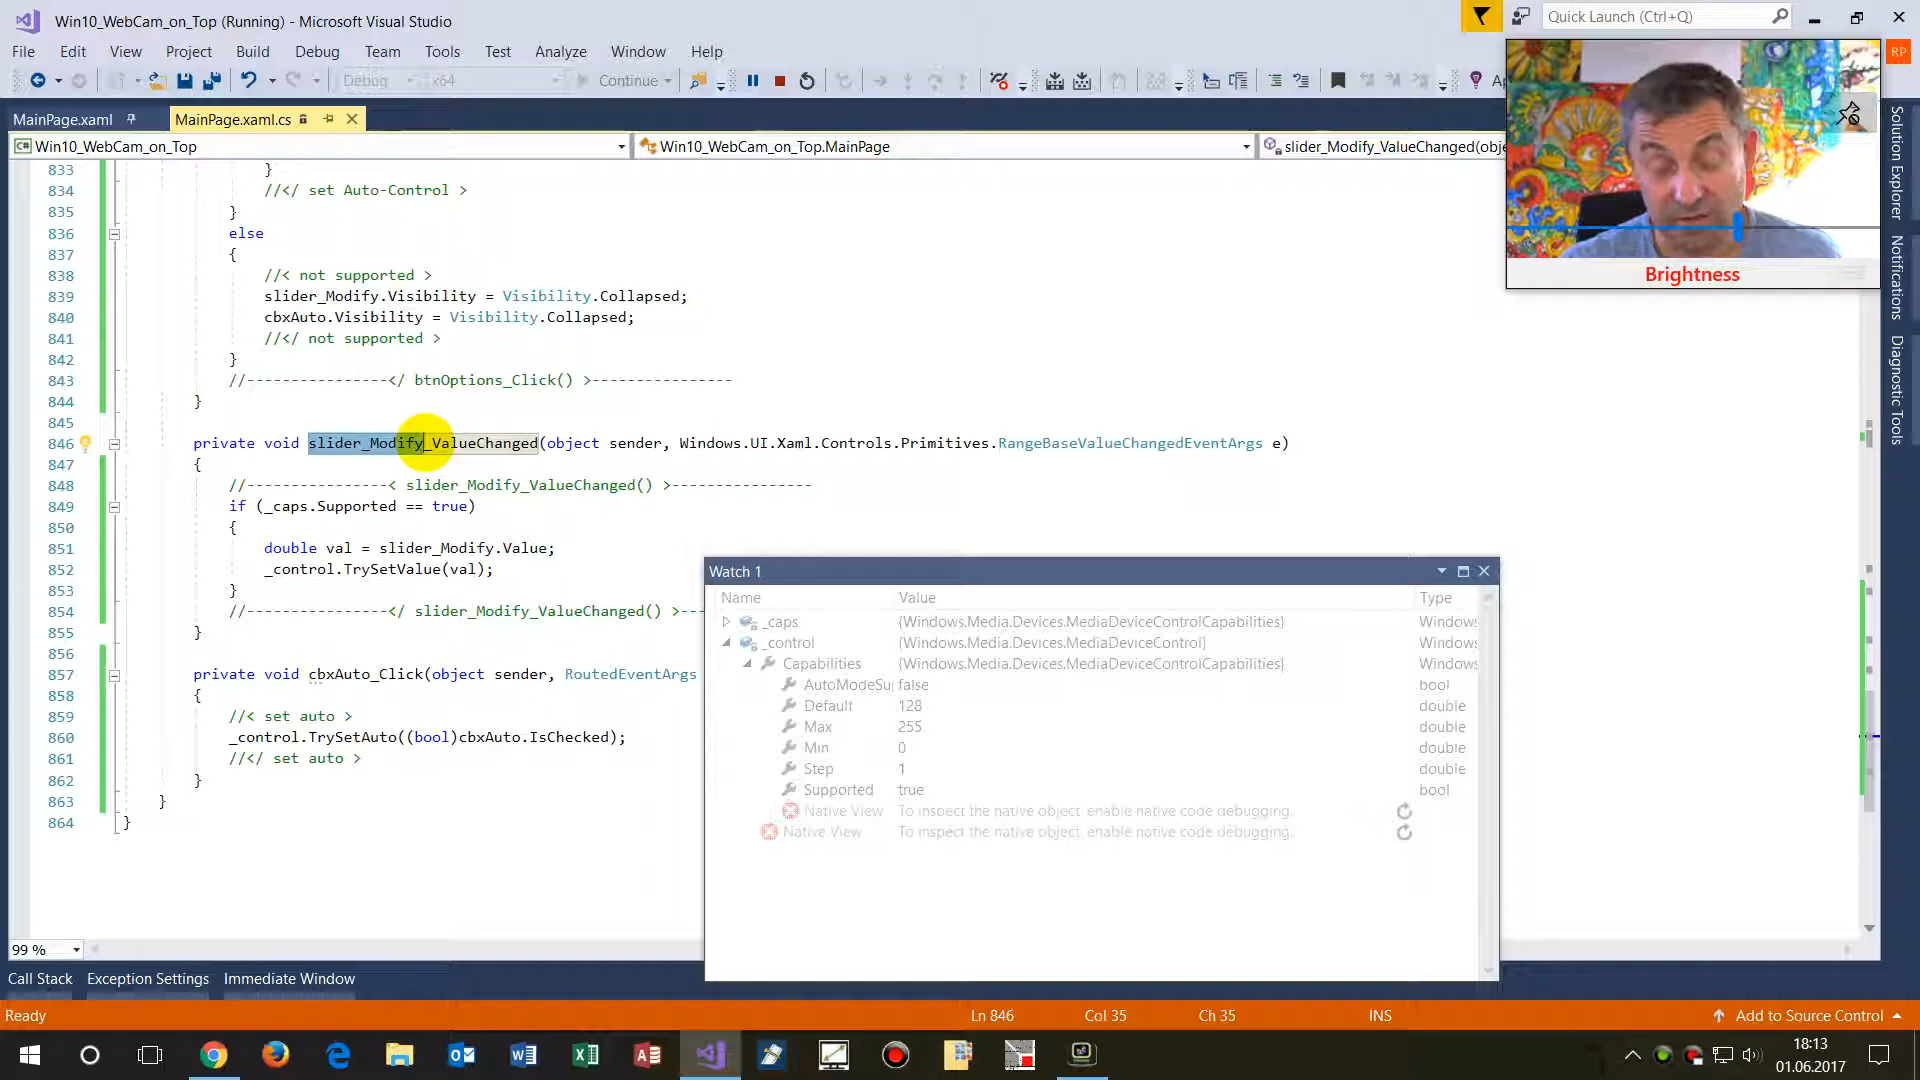 Win10_WebCam_on_Top (Running) - Microsoft Visual Studio
Quick Launch (Ctrl+Q)
File Edit View Project Build Debug Team Tools Test Analyze Window Help
RP
Debug x64 Continue
MainPage.xaml MainPage.xaml.cs
Win10_WebCam_on_Top Win10_WebCam_on_Top.MainPage slider_Modify_ValueChanged(obje
833 }
834 //</ set Auto-Control >
835 }
836 else
837 {
838 //< not supported >
839 slider_Modify.Visibility = Visibility.Collapsed;
840 cbxAuto.Visibility = Visibility.Collapsed;
841 //</ not supported >
842 }
843 //----------------</ btnOptions_Click() >----------------
844 }
845
846 private void slider_Modify_ValueChanged(object sender, Windows.UI.Xaml.Controls.Primitives.RangeBaseValueChangedEventArgs e)
847 {
848 //----------------< slider_Modify_ValueChanged() >----------------
849 if (_caps.Supported == true)
850 {
851 double val = slider_Modify.Value;
852 _control.TrySetValue(val);
853 }
854 //----------------</ slider_Modify_ValueChanged() >---
855 }
856
857 private void cbxAuto_Click(object sender, RoutedEventArgs
858 {
859 //< set auto >
860 _control.TrySetAuto((bool)cbxAuto.IsChecked);
861 //</ set auto >
862 }
863 }
864 }
Brightness
Solution Explorer
Notifications
Diagnostic Tools
Watch 1
Name Value Type
_caps {Windows.Media.Devices.MediaDeviceControlCapabilities} Windows
_control {Windows.Media.Devices.MediaDeviceControl} Windows
Capabilities {Windows.Media.Devices.MediaDeviceControlCapabilities} Windows
AutoModeSu false bool
Default 128 double
Max 255 double
Min 0 double
Step 1 double
Supported true bool
Native View To inspect the native object, enable native code debugging.
Native View To inspect the native object, enable native code debugging.
99 %
Call Stack Exception Settings Immediate Window
Ready Ln 846 Col 35 Ch 35 INS Add to Source Control
18:13
01.06.2017